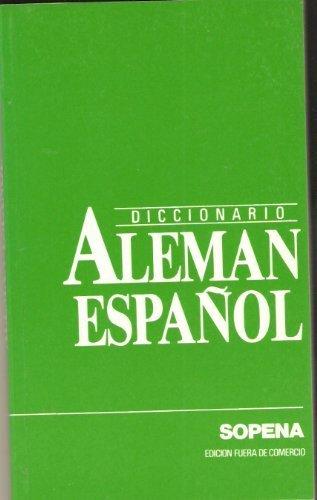 DICCIONARIO
ALEMAN
ESPAÑOL
SOPENA
EDICION FUERA DE COMERCIO